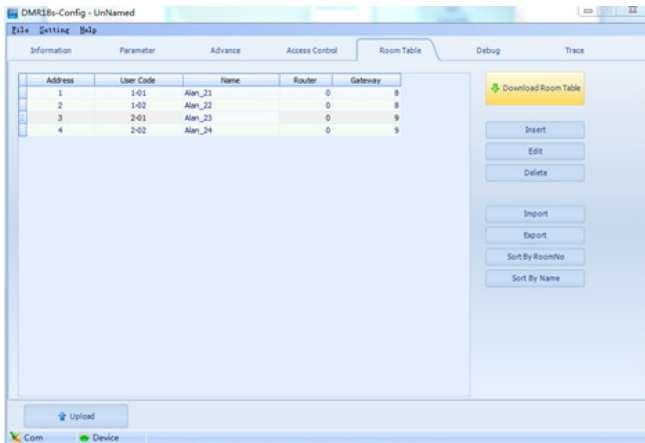 DMR18s-Config - UnNamed
File Setting Help
Information Parameter Advance Access Control Room Table Debug Trace
Address User Code Name Router Gateway
1 1-01 Alan_21 0 8
2 1-02 Alan_22 0 8
3 2-01 Alan_23 0 9
4 2-02 Alan_24 0 9
Download Room Table
Insert
Edit
Delete
Import
Export
Sort By RoomNo
Sort By Name
Upload
Com Device